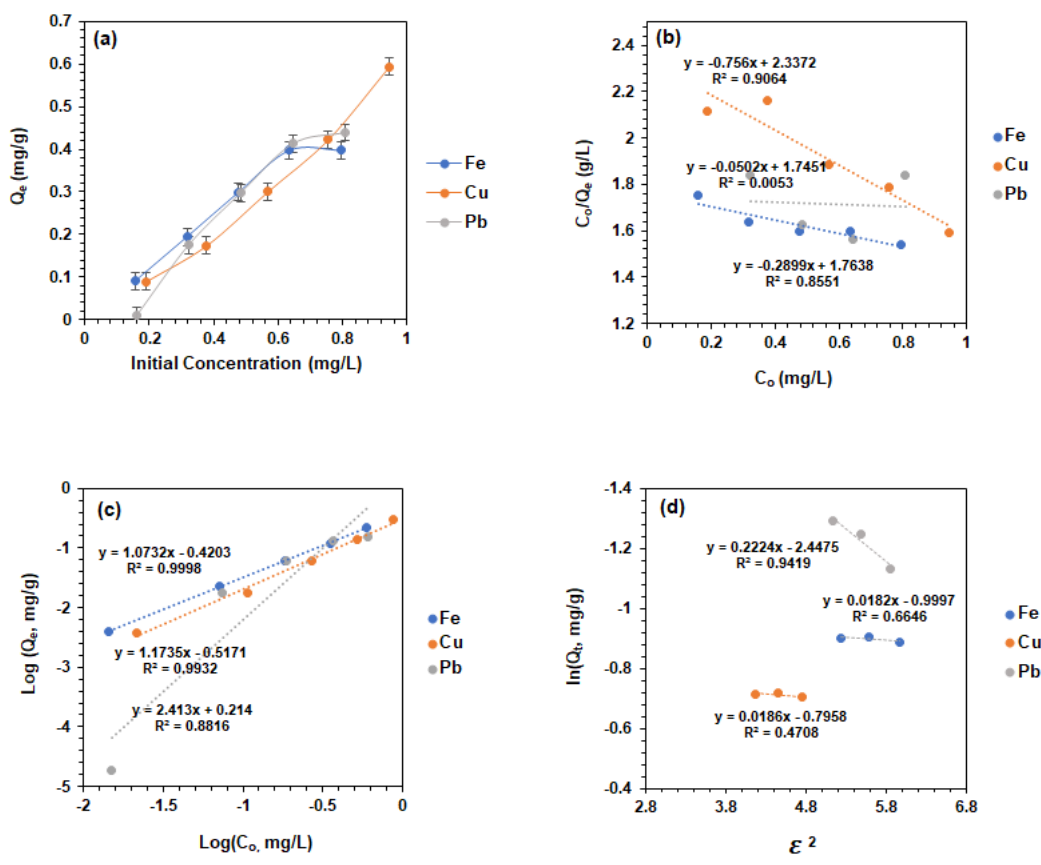 (a)
0.7
0.6
0.5
0.4
0.3
0.2
0.1
0
Qe (mg/g)
0 0.2 0.4 0.6 0.8 1
Initial Concentration (mg/L)
Fe
Cu
Pb
(b)
2.4
2.2
2
1.8
1.6
1.4
1.2
Co/Qe (g/L)
y = -0.756x + 2.3372
R² = 0.9064
y = -0.0502x + 1.7451
R² = 0.0053
y = -0.2899x + 1.7638
R² = 0.8551
0 0.2 0.4 0.6 0.8 1
Co (mg/L)
Fe
Cu
Pb
(c)
0
-1
-2
-3
-4
-5
Log (Qe, mg/g)
y = 1.0732x - 0.4203
R² = 0.9998
y = 1.1735x - 0.5171
R² = 0.9932
y = 2.413x + 0.214
R² = 0.8816
-2 -1.5 -1 -0.5 0
Log(Co, mg/L)
Fe
Cu
Pb
(d)
-1.4
-1.2
-1
-0.8
-0.6
-0.4
ln(Qt, mg/g)
y = 0.2224x - 2.4475
R² = 0.9419
y = 0.0182x - 0.9997
R² = 0.6646
y = 0.0186x - 0.7958
R² = 0.4708
2.8 3.8 4.8 5.8 6.8
ε 2
Fe
Cu
Pb